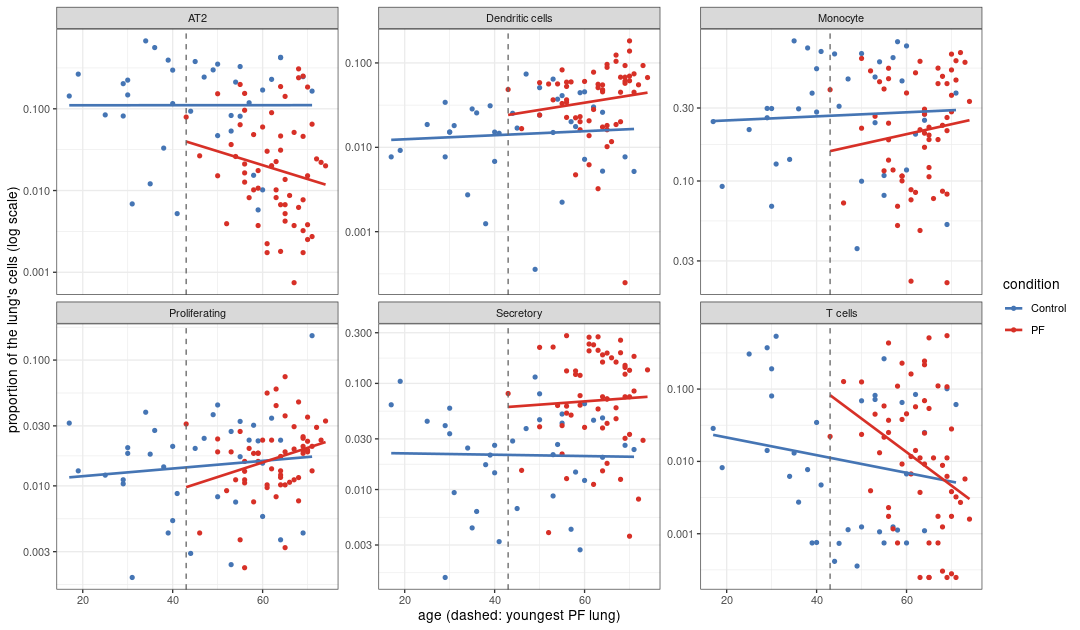 AT2
Dendritic cells
Monocyte
0.100
0.010
0.001
0.100
0.010
0.001
0.30
0.10
0.03
Proliferating
Secretory
T cells
0.100
0.030
0.010
0.003
0.300
0.100
0.030
0.010
0.003
0.100
0.010
0.001
20 40 60
20 40 60
20 40 60
age (dashed: youngest PF lung)
proportion of the lung's cells (log scale)
condition
Control
PF